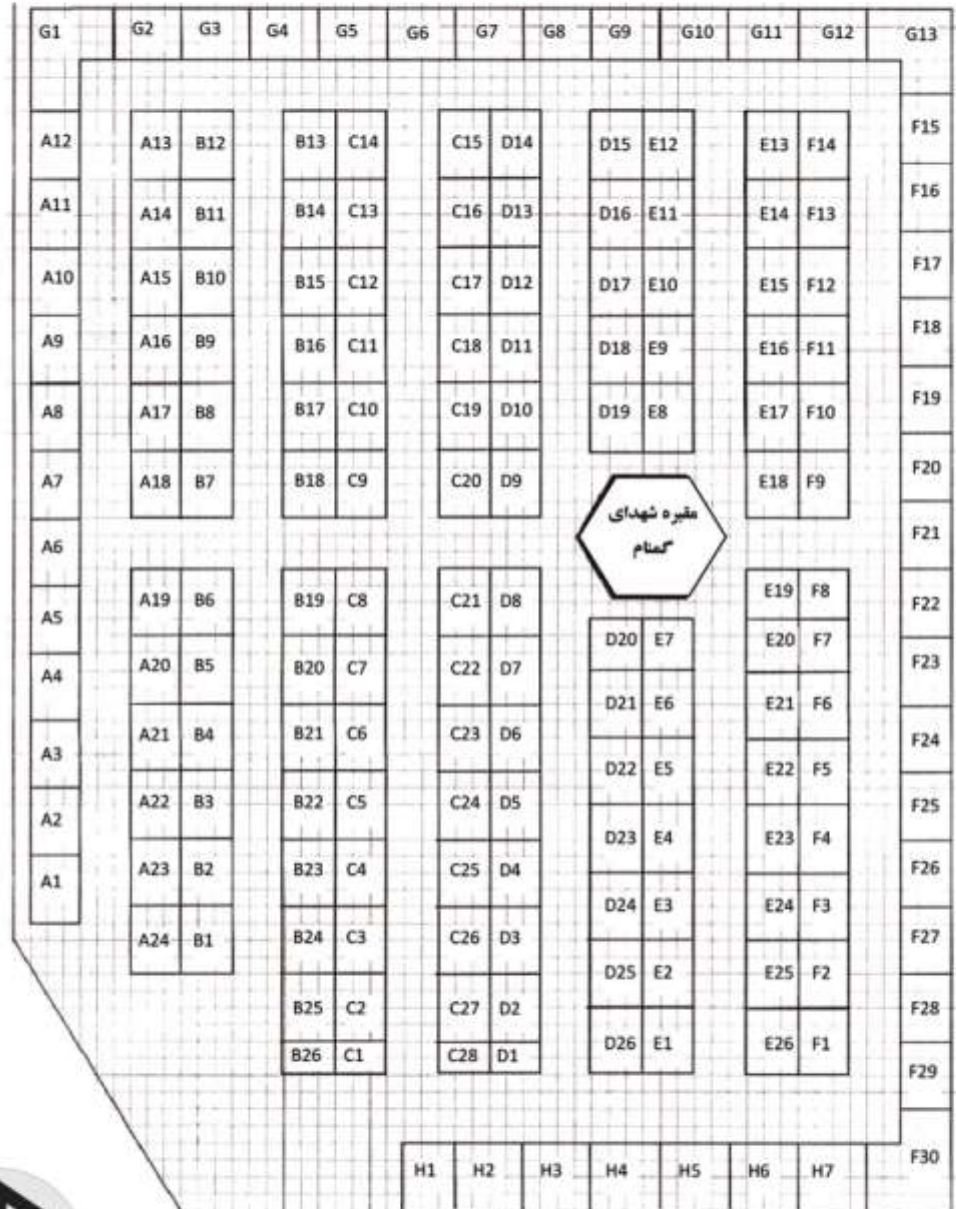 G1 G2 G3 G4 G5 G6 G7 G8 G9 G10 G11 G12 G13
A12 A13 B12 B13 C14 C15 D14 D15 E12 E13 F14 F15
A11 A14 B11 B14 C13 C16 D13 D16 E11 E14 F13 F16
A10 A15 B10 B15 C12 C17 D12 D17 E10 E15 F12 F17
A9 A16 B9 B16 C11 C18 D11 D18 E9 E16 F11 F18
A8 A17 B8 B17 C10 C19 D10 D19 E8 E17 F10 F19
A7 A18 B7 B18 C9 C20 D9 E18 F9 F20
مقبره شهدای
گمنام
A6 F21
A5 A19 B6 B19 C8 C21 D8 E19 F8 F22
A4 A20 B5 B20 C7 C22 D7 D20 E7 E20 F7 F23
A3 A21 B4 B21 C6 C23 D6 D21 E6 E21 F6 F24
A2 A22 B3 B22 C5 C24 D5 D22 E5 E22 F5 F25
A1 A23 B2 B23 C4 C25 D4 D23 E4 E23 F4 F26
A24 B1 B24 C3 C26 D3 D24 E3 E24 F3 F27
B25 C2 C27 D2 D25 E2 E25 F2 F28
B26 C1 C28 D1 D26 E1 E26 F1 F29
H1 H2 H3 H4 H5 H6 H7 F30